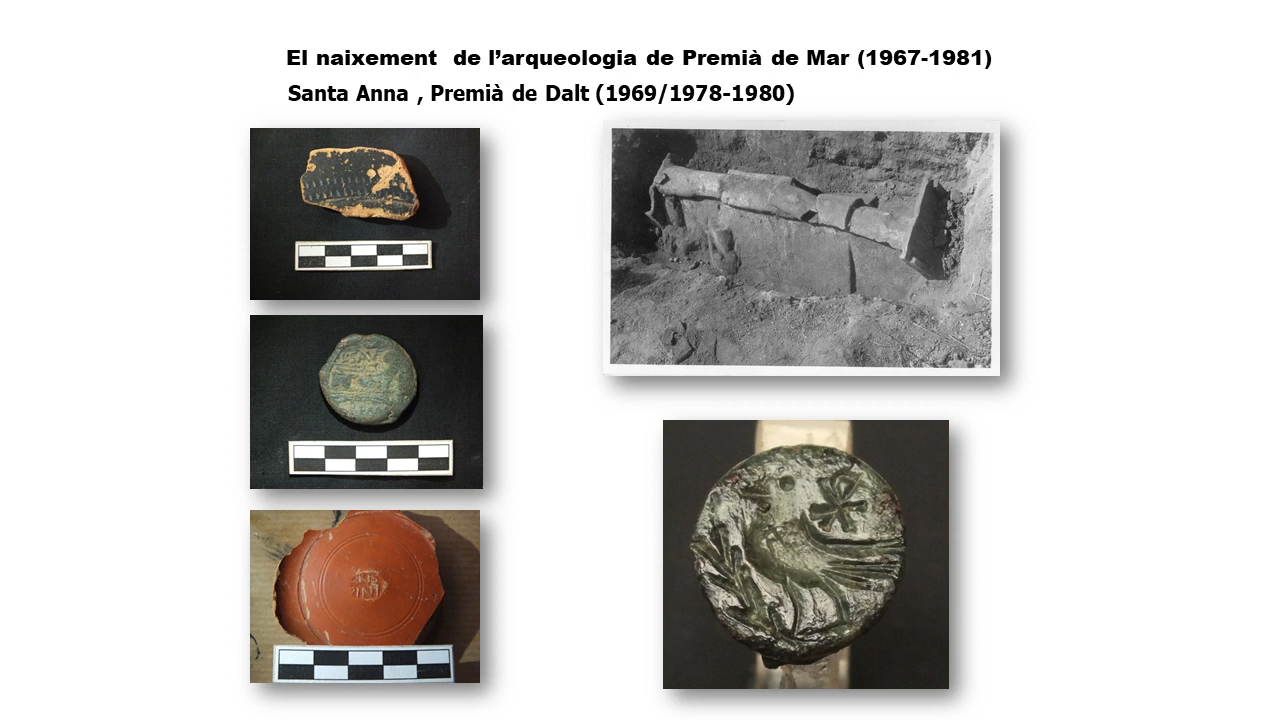 El naixement de l’arqueologia de Premià de Mar (1967-1981)
Santa Anna , Premià de Dalt (1969/1978-1980)